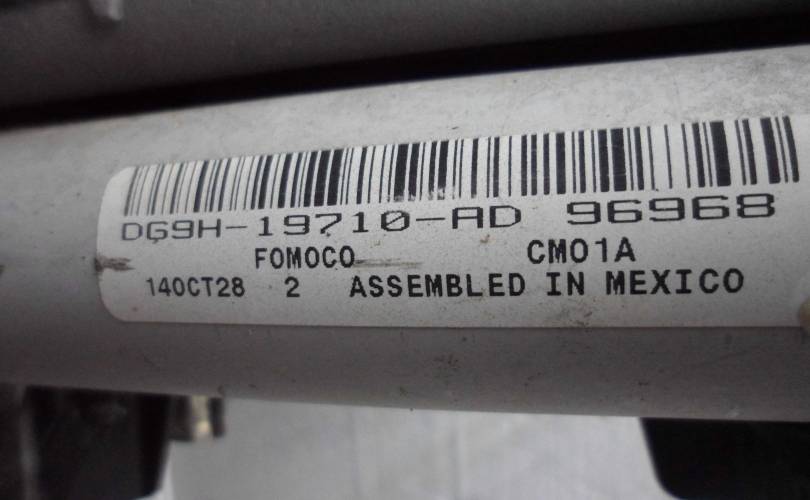 DG9H-19710-AD 96968
FOMOCO CM01A
14OCT28 2 ASSEMBLED IN MEXICO